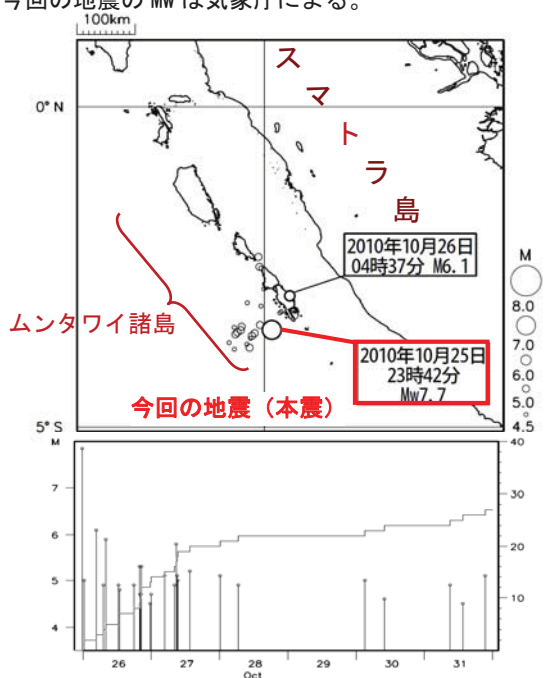 今回の地震の Mw は気象庁による。
100km
0° N
スマトラ島
2010年10月26日
04時37分 M6.1
ムンタワイ諸島
2010年10月25日
23時42分
Mw7.7
今回の地震（本震）
5° S
M
8.0
7.0
6.0
5.0
4.5
M
7
6
5
4
40
30
20
10
26 27 28 29 30 31
Oct